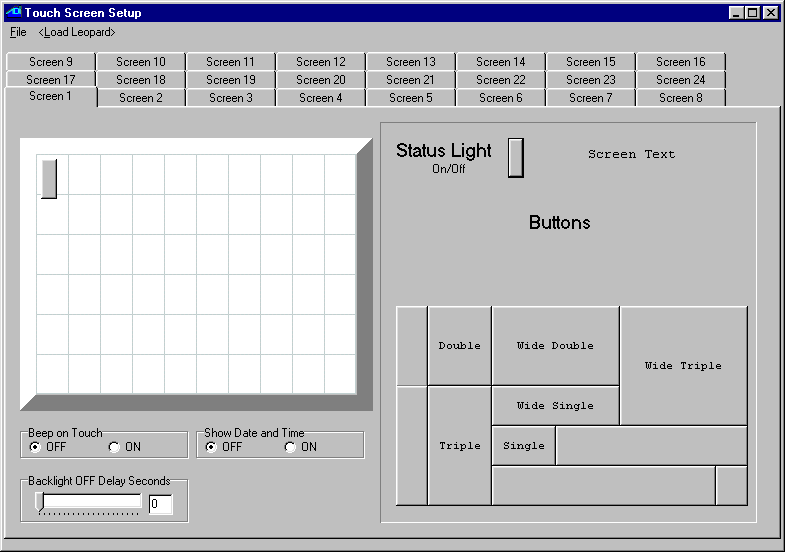 Touch Screen Setup
File <Load Leopard>
Screen 9 Screen 10 Screen 11 Screen 12 Screen 13 Screen 14 Screen 15 Screen 16
Screen 17 Screen 18 Screen 19 Screen 20 Screen 21 Screen 22 Screen 23 Screen 24
Screen 1 Screen 2 Screen 3 Screen 4 Screen 5 Screen 6 Screen 7 Screen 8
Status Light
On/Off
Screen Text
Buttons
Double
Wide Double
Wide Triple
Wide Single
Triple
Single
Beep on Touch
OFF ON
Show Date and Time
OFF ON
Backlight OFF Delay Seconds
0